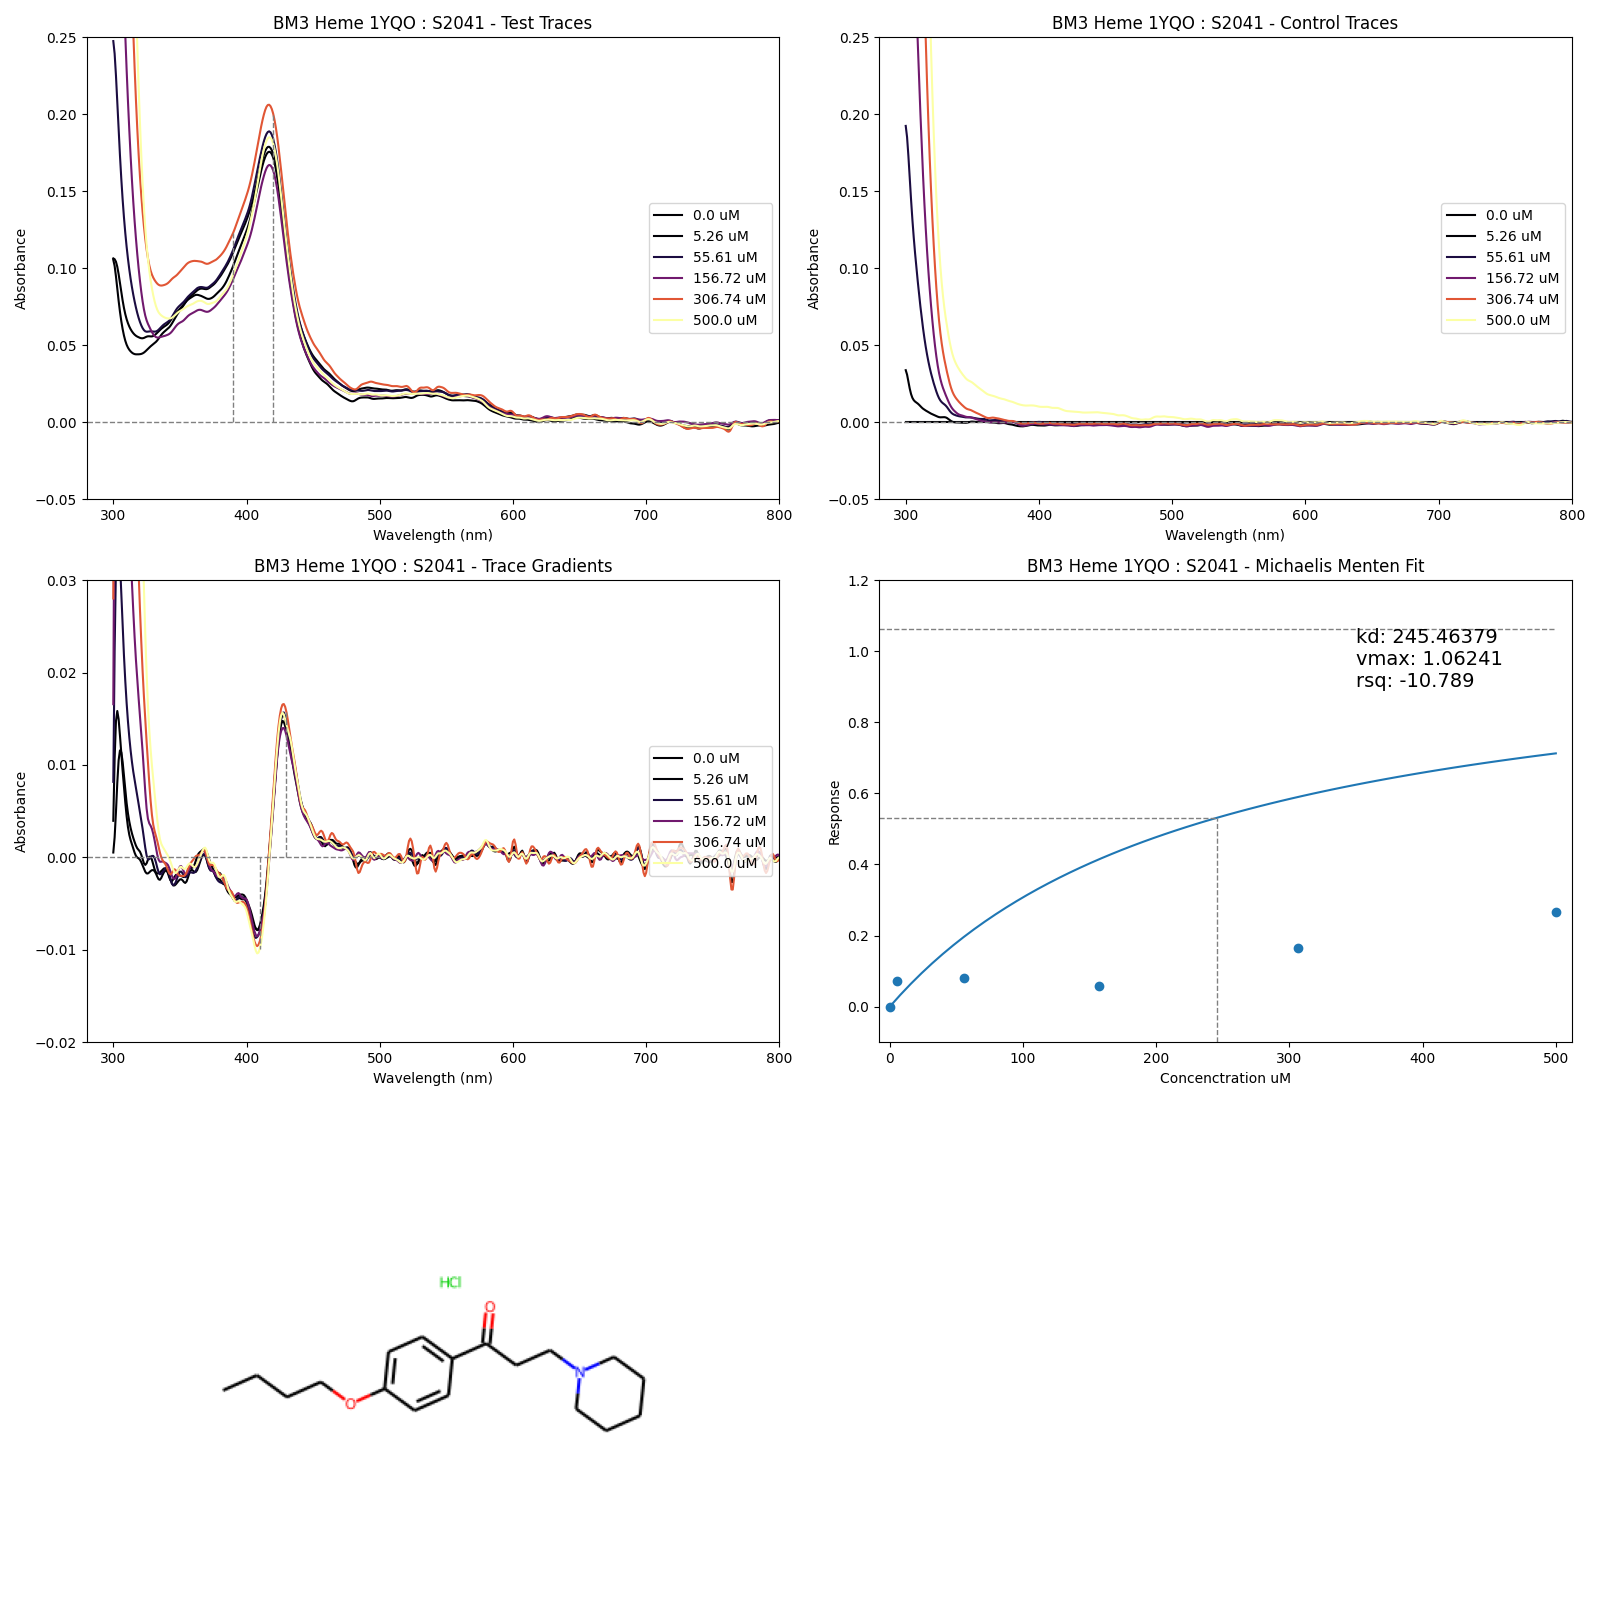 BM3 Heme 1YQO : S2041 - Test Traces
0.25
0.20
0.15
0.10
0.05
0.00
−0.05
Absorbance
0.0 uM
5.26 uM
55.61 uM
156.72 uM
306.74 uM
500.0 uM
300 400 500 600 700 800
Wavelength (nm)
BM3 Heme 1YQO : S2041 - Control Traces
0.25
0.20
0.15
0.10
0.05
0.00
−0.05
Absorbance
0.0 uM
5.26 uM
55.61 uM
156.72 uM
306.74 uM
500.0 uM
300 400 500 600 700 800
Wavelength (nm)
BM3 Heme 1YQO : S2041 - Trace Gradients
0.03
0.02
0.01
0.00
−0.01
−0.02
Absorbance
0.0 uM
5.26 uM
55.61 uM
156.72 uM
306.74 uM
500.0 uM
300 400 500 600 700 800
Wavelength (nm)
BM3 Heme 1YQO : S2041 - Michaelis Menten Fit
1.2
1.0
0.8
0.6
0.4
0.2
0.0
Response
kd: 245.46379
vmax: 1.06241
rsq: -10.789
0 100 200 300 400 500
Concenctration uM
HCl
O
N
O